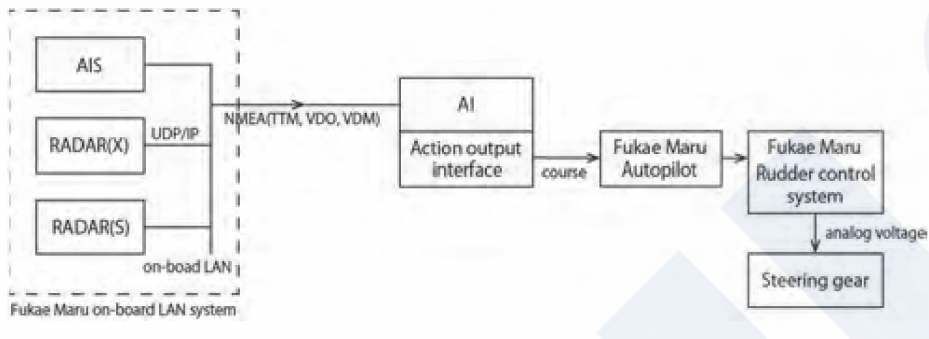 AIS
UDP/IP
RADAR(X)
RADAR(S)
on-boad LAN
Fukae Maru on-board LAN system
NMEA(TTM, VDO, VDM)
AI
Action output
interface
course
Fukae Maru
Autopilot
Fukae Maru
Rudder control
system
analog voltage
Steering gear